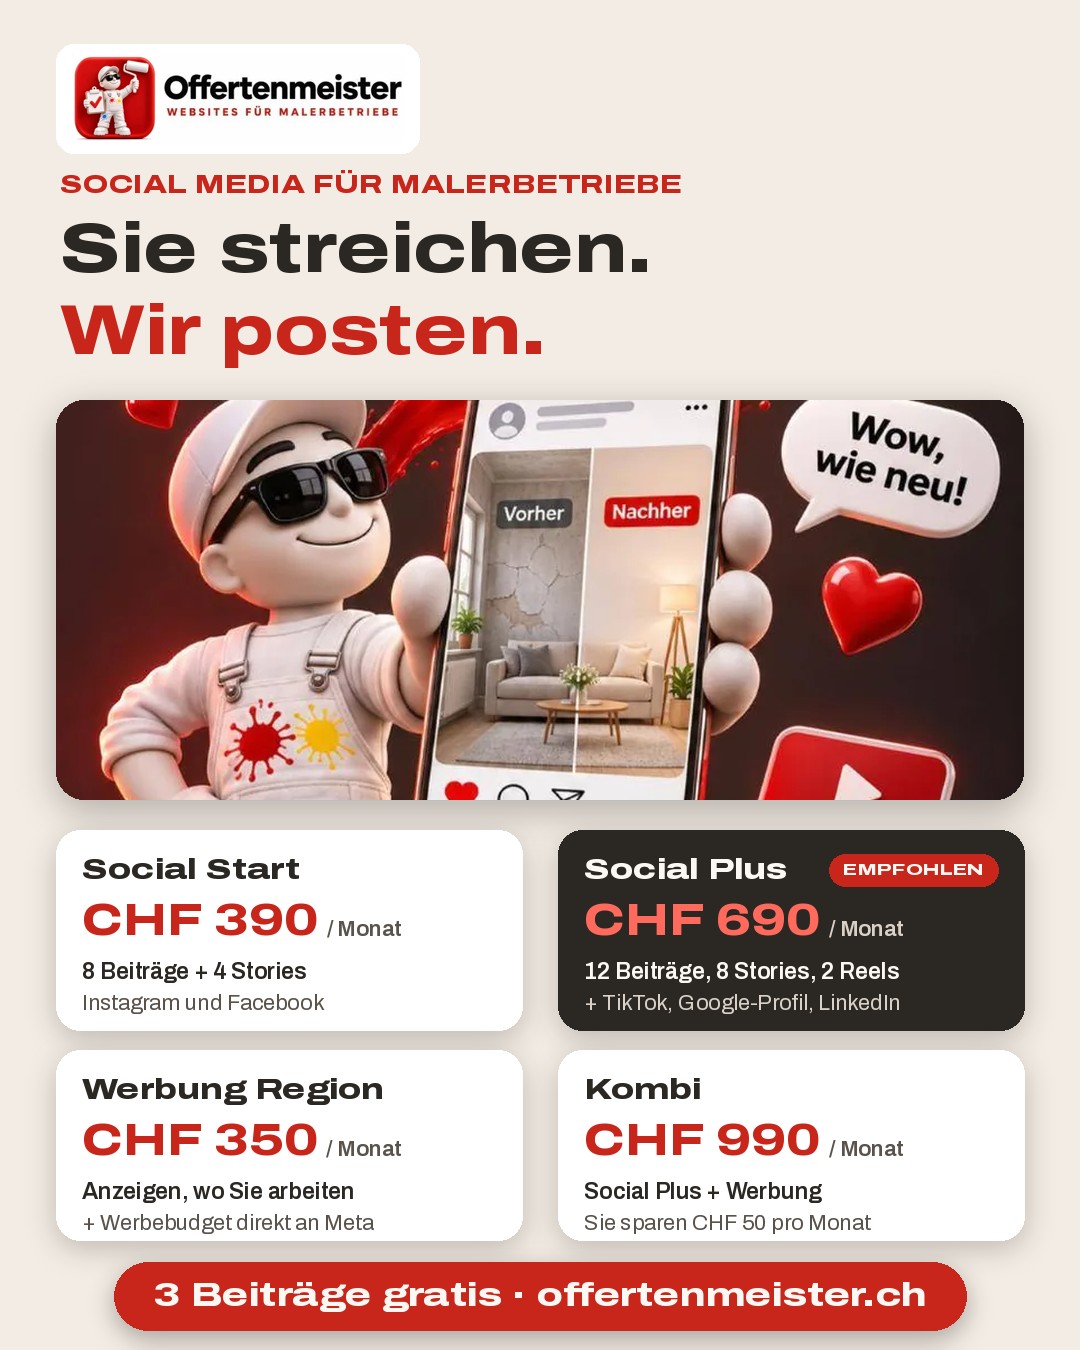 Offertenmeister
WEBSITES FÜR MALERBETRIEBE
SOCIAL MEDIA FÜR MALERBETRIEBE
Sie streichen.
Wir posten.
Wow,
wie neu!
Vorher
Nachher
Social Start
CHF 390 / Monat
8 Beiträge + 4 Stories
Instagram und Facebook
Social Plus
EMPFOHLEN
CHF 690 / Monat
12 Beiträge, 8 Stories, 2 Reels
+ TikTok, Google-Profil, LinkedIn
Werbung Region
CHF 350 / Monat
Anzeigen, wo Sie arbeiten
+ Werbebudget direkt an Meta
Kombi
CHF 990 / Monat
Social Plus + Werbung
Sie sparen CHF 50 pro Monat
3 Beiträge gratis · offertenmeister.ch